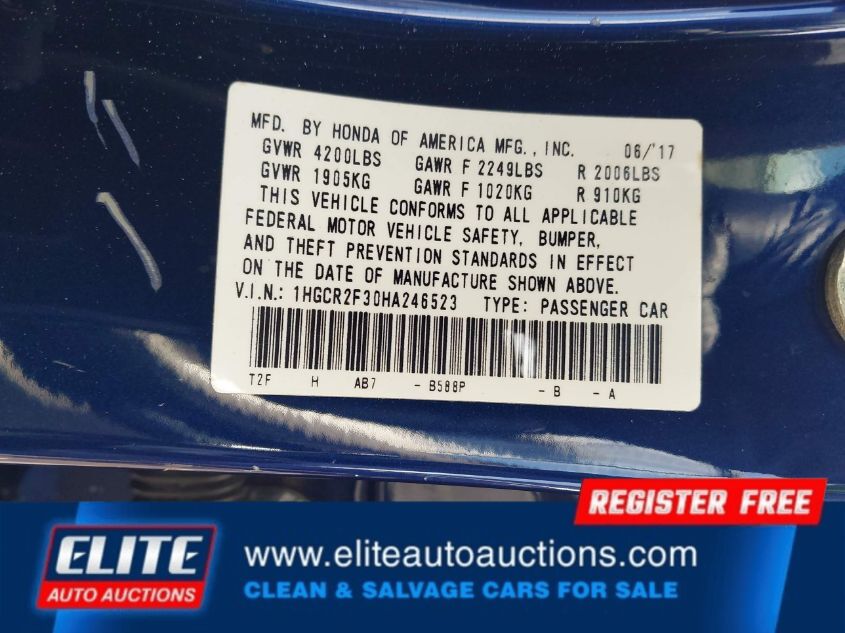 MFD. BY HONDA OF AMERICA MFG., INC. 06/'17
GVWR 4200LBS GAWR F 2249LBS R 2006LBS
GVWR 1905KG GAWR F 1020KG R 910KG
THIS VEHICLE CONFORMS TO ALL APPLICABLE
FEDERAL MOTOR VEHICLE SAFETY, BUMPER,
AND THEFT PREVENTION STANDARDS IN EFFECT
ON THE DATE OF MANUFACTURE SHOWN ABOVE.
V.I.N.: 1HGCR2F30HA246523 TYPE: PASSENGER CAR
T2F H AB7 - B588P - B - A
REGISTER FREE
ELITE
AUTO AUCTIONS
www.eliteautoauctions.com
CLEAN & SALVAGE CARS FOR SALE